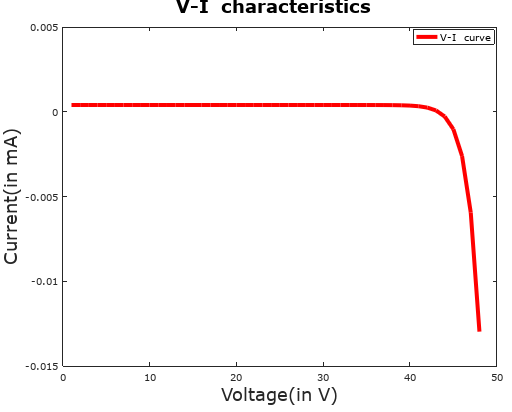 V-I characteristics
V-I curve
0.005
0
-0.005
-0.01
-0.015
0 10 20 30 40 50
Current(in mA)
Voltage(in V)